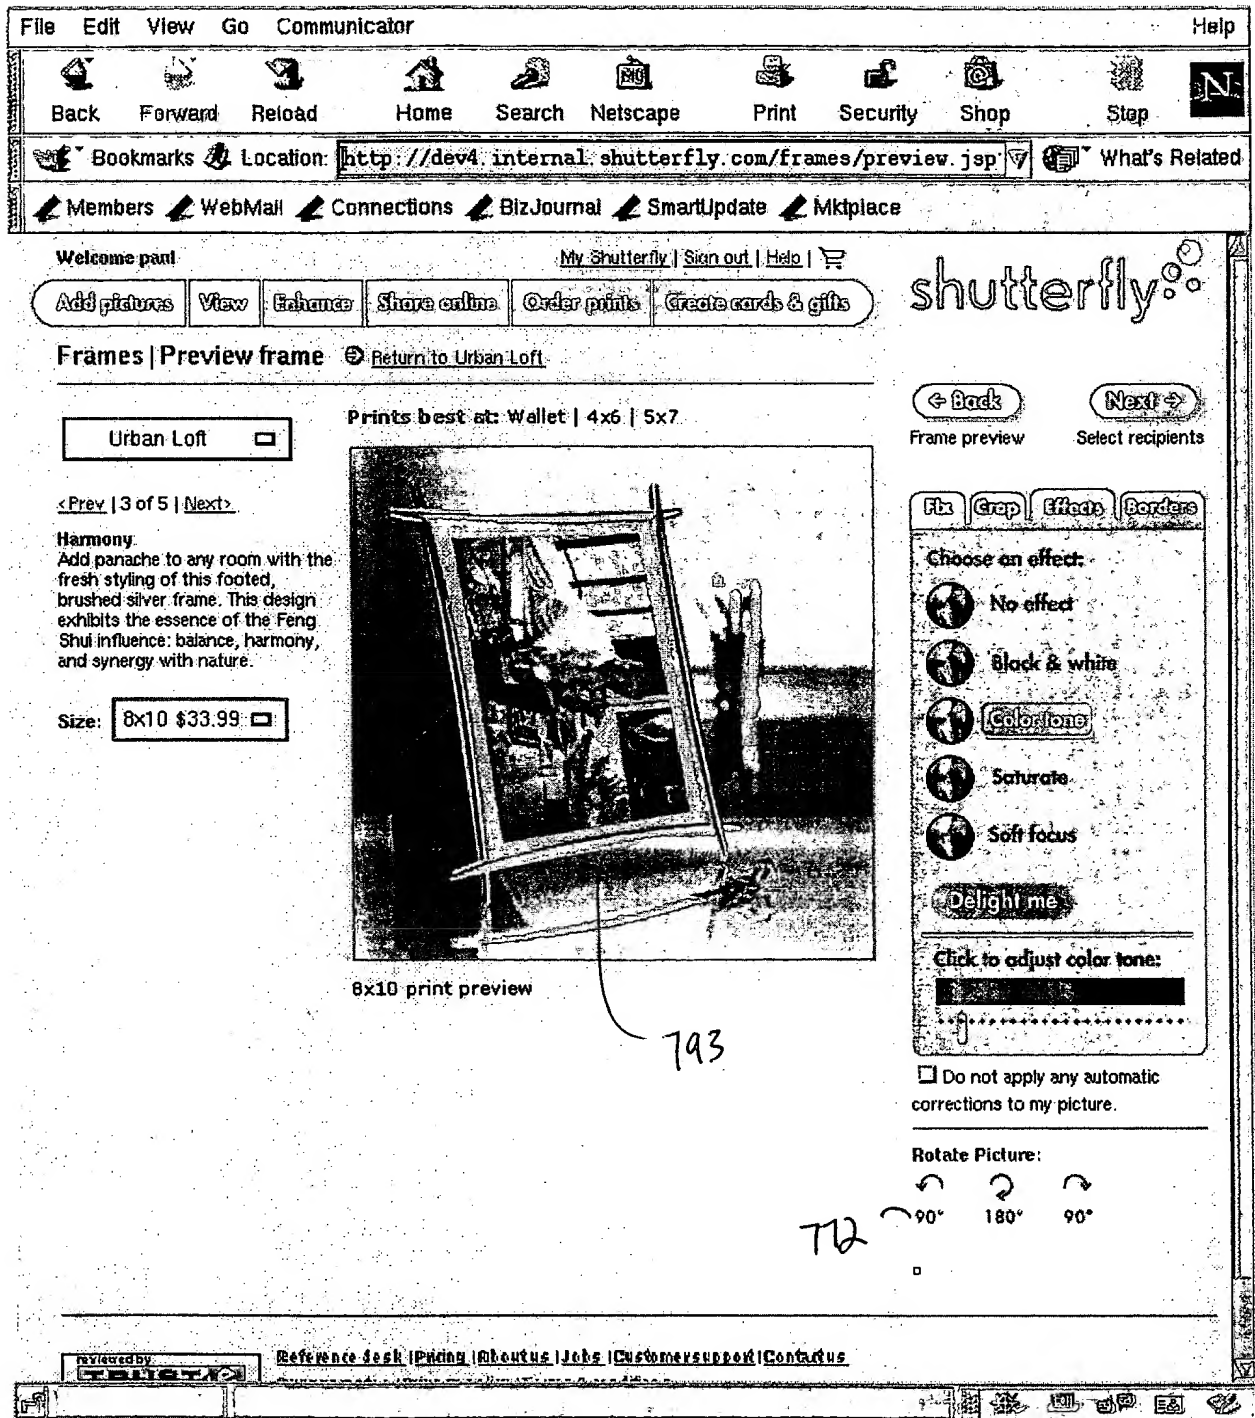 File Edit View Go Communicator Help
Back Forward Reload Home Search Netscape Print Security Shop Stop
N
Bookmarks Location: http://dev4.internal.shutterfly.com/frames/preview.jsp What's Related
Members WebMail Connections BizJournal SmartUpdate Mktplace
Welcome paul My Shutterfly | Sign out | Help |
Add pictures View Enhance Share online Order prints Create cards & gifts
shutterfly
Frames | Preview frame Return to Urban Loft
Back Next
Frame preview Select recipients
Urban Loft
Prints best at: Wallet | 4x6 | 5x7
<Prev | 3 of 5 | Next>
Harmony
Add panache to any room with the
fresh styling of this footed,
brushed silver frame. This design
exhibits the essence of the Feng
Shui influence: balance, harmony,
and synergy with nature.
Size: 8x10 $33.99
8x10 print preview
793
Fix Crop Effects Borders
Choose an effect:
No effect
Black & white
Color tone
Saturate
Soft focus
Delight me
Click to adjust color tone:
Do not apply any automatic
corrections to my picture.
Rotate Picture:
90° 180° 90°
772
reviewed by
TRUSTe
Reference desk | Pricing | About us | Jobs | Customer support | Contact us